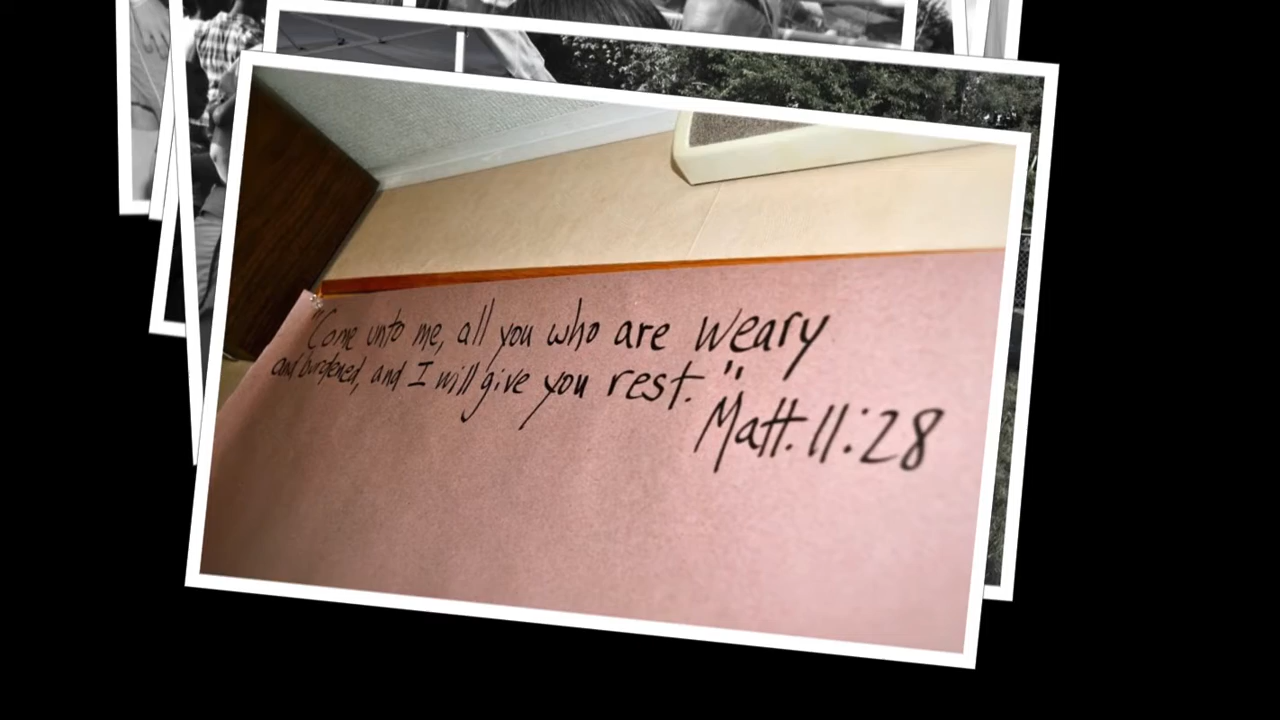 "Come unto me, all you who are weary
and burdened, and I will give you rest."
Matt. 11:28